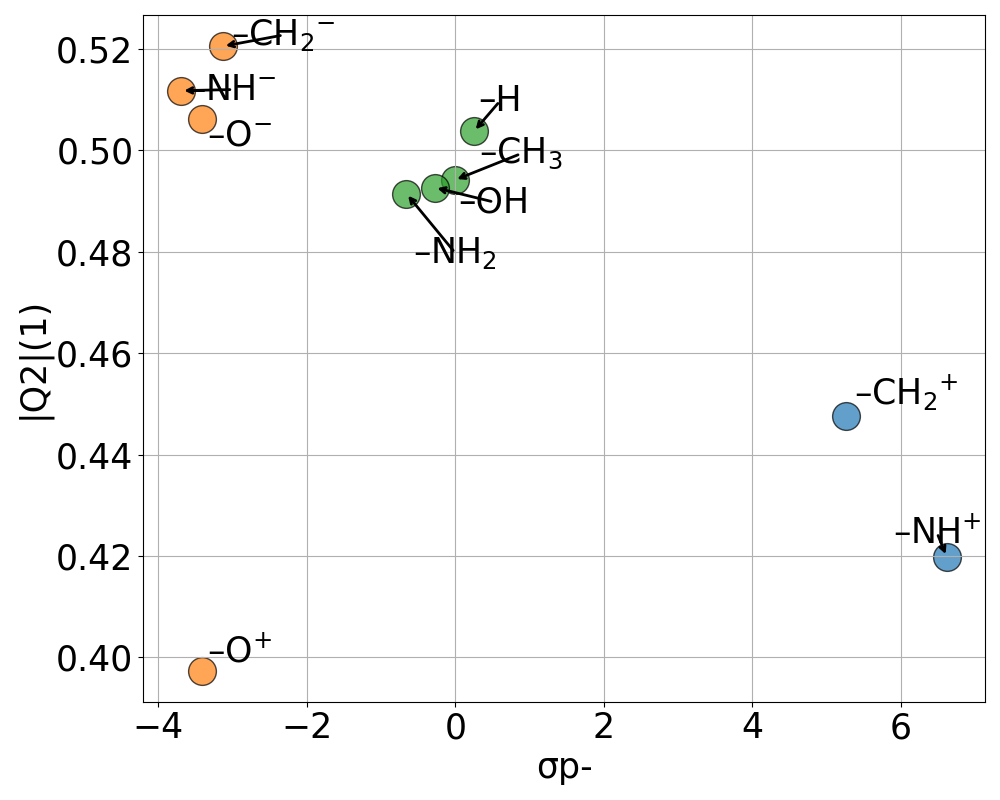 0.52
0.50
0.48
0.46
0.44
0.42
0.40
|Q2|(1)
–CH₂⁻
NH⁻
–O⁻
–H
–CH₃
–OH
–NH₂
–CH₂⁺
–NH⁺
–O⁺
−4
−2
0
2
4
6
σp-